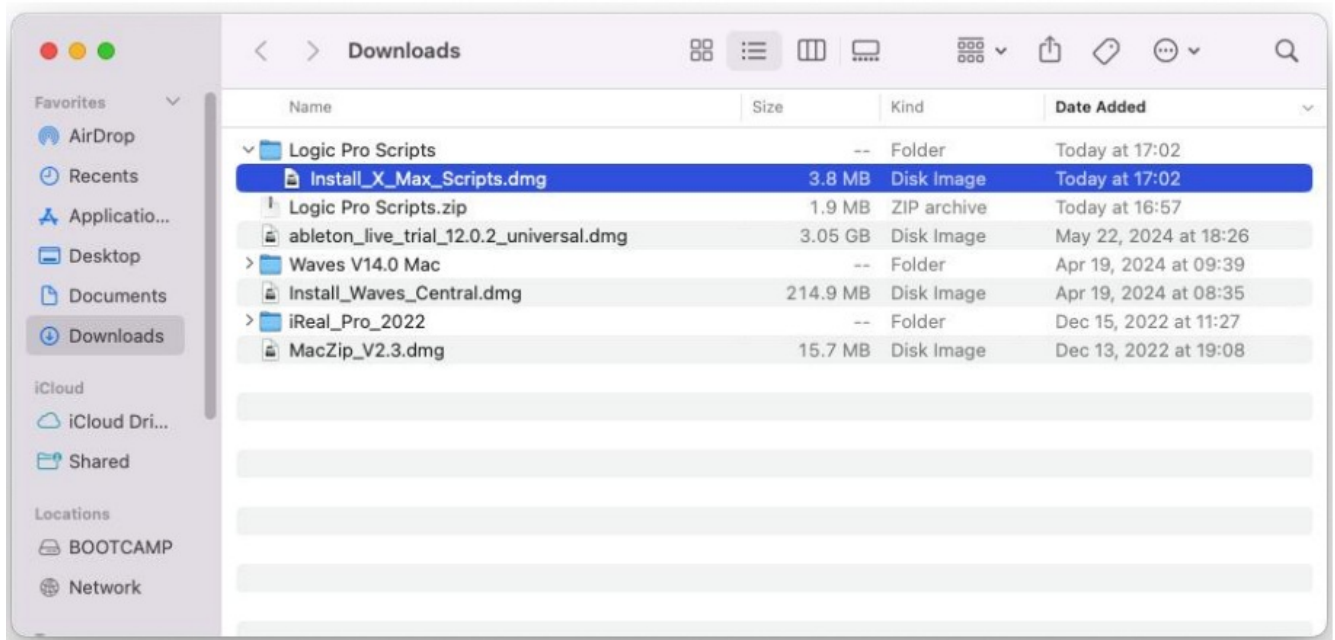 Downloads
Favorites
AirDrop
Recents
Applicatio...
Desktop
Documents
Downloads
iCloud
iCloud Dri...
Shared
Locations
BOOTCAMP
Network
Name Size Kind Date Added
Logic Pro Scripts -- Folder Today at 17:02
Install_X_Max_Scripts.dmg 3.8 MB Disk Image Today at 17:02
Logic Pro Scripts.zip 1.9 MB ZIP archive Today at 16:57
ableton_live_trial_12.0.2_universal.dmg 3.05 GB Disk Image May 22, 2024 at 18:26
Waves V14.0 Mac -- Folder Apr 19, 2024 at 09:39
Install_Waves_Central.dmg 214.9 MB Disk Image Apr 19, 2024 at 08:35
iReal_Pro_2022 -- Folder Dec 15, 2022 at 11:27
MacZip_V2.3.dmg 15.7 MB Disk Image Dec 13, 2022 at 19:08